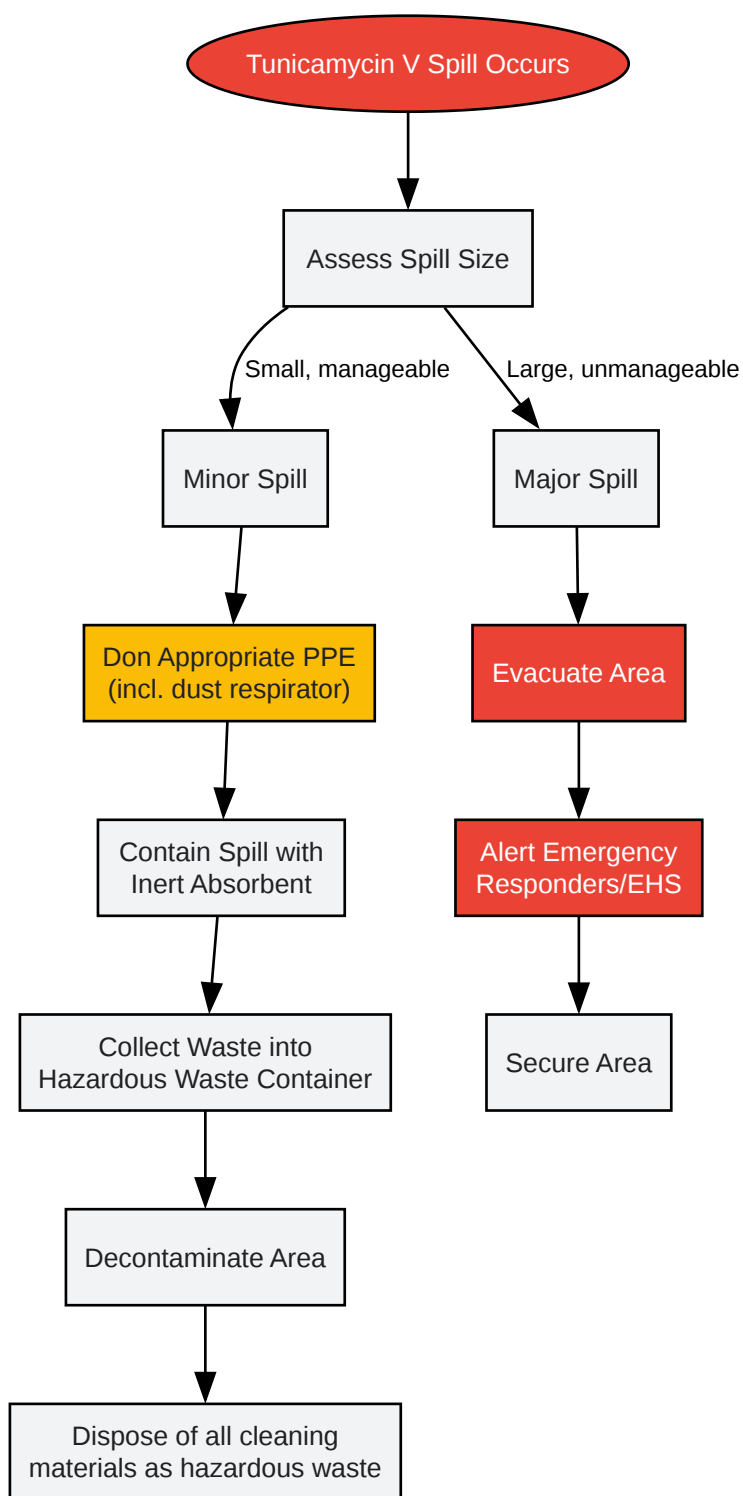 Tunicamycin V Spill Occurs
Assess Spill Size
Small, manageable
Large, unmanageable
Minor Spill
Major Spill
Don Appropriate PPE
(incl. dust respirator)
Evacuate Area
Contain Spill with
Inert Absorbent
Alert Emergency
Responders/EHS
Collect Waste into
Hazardous Waste Container
Secure Area
Decontaminate Area
Dispose of all cleaning
materials as hazardous waste